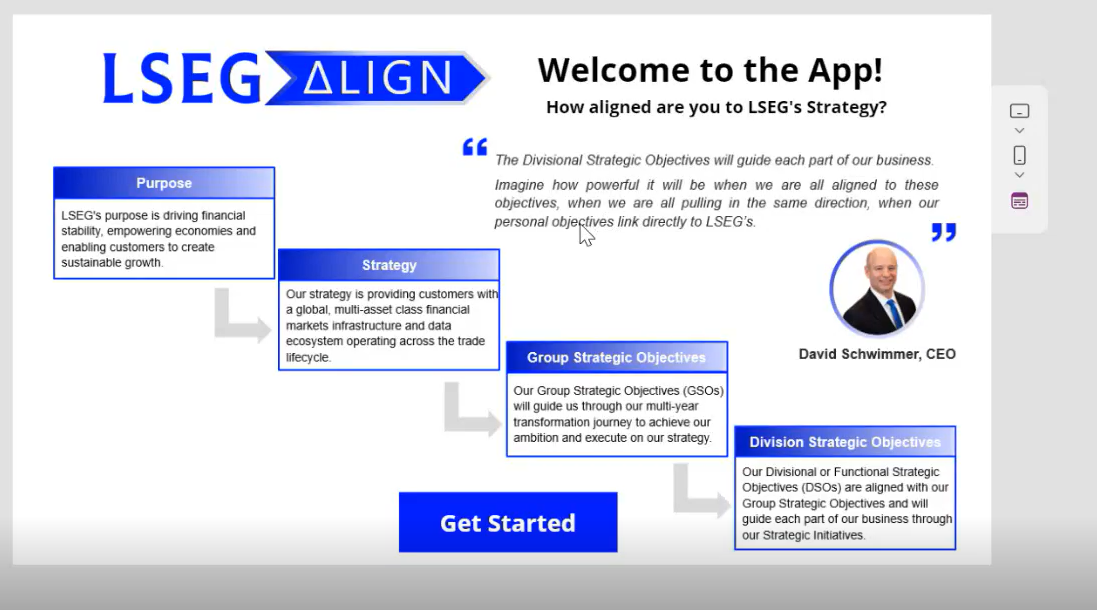 LSEG ALIGN
Welcome to the App!
How aligned are you to LSEG's Strategy?
“
The Divisional Strategic Objectives will guide each part of our business.
Imagine how powerful it will be when we are all aligned to these
objectives, when we are all pulling in the same direction, when our
personal objectives link directly to LSEG’s.
”
David Schwimmer, CEO
Purpose
LSEG's purpose is driving financial
stability, empowering economies and
enabling customers to create
sustainable growth.
Strategy
Our strategy is providing customers with
a global, multi-asset class financial
markets infrastructure and data
ecosystem operating across the trade
lifecycle.
Group Strategic Objectives
Our Group Strategic Objectives (GSOs)
will guide us through our multi-year
transformation journey to achieve our
ambition and execute on our strategy.
Division Strategic Objectives
Our Divisional or Functional Strategic
Objectives (DSOs) are aligned with our
Group Strategic Objectives and will
guide each part of our business through
our Strategic Initiatives.
Get Started